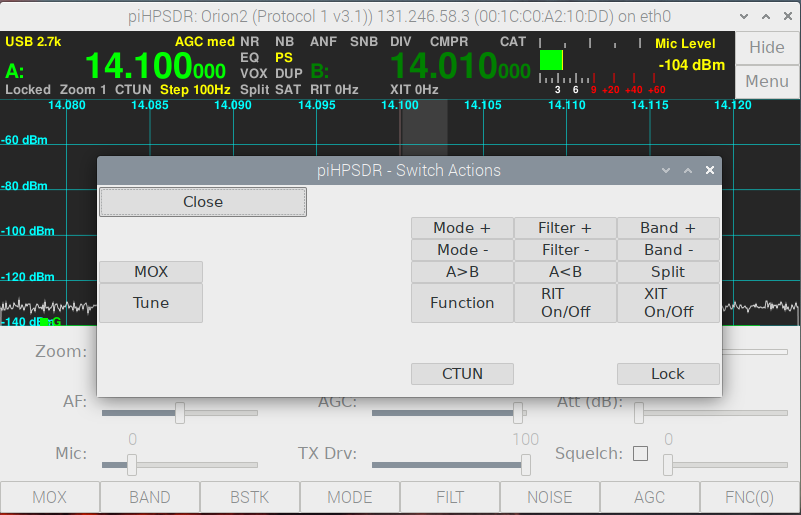 piHPSDR: Orion2 (Protocol 1 v3.1)) 131.246.58.3 (00:1C:C0:A2:10:DD) on eth0
USB 2.7k AGC med NR NB ANF SNB DIV CMPR CAT Mic Level Hide
A: 14.100000 EQ PS B: 14.010000 -104 dBm
VOX DUP
Locked Zoom 1 CTUN Step 100Hz Split SAT RIT 0Hz XIT 0Hz 3 6 9 +20 +40 +60 Menu
14.080 14.085 14.090 14.095 14.100 14.105 14.110 14.115 14.120
-60 dBm
-80 dBm
-100 dBm
-120 dBm
-140 dBm
piHPSDR - Switch Actions
Close
Mode + Filter + Band +
Mode - Filter - Band -
MOX A>B A<B Split
Tune Function RIT On/Off XIT On/Off
CTUN Lock
Zoom:
AF: AGC: Att (dB):
0 100 0
Mic: TX Drv: Squelch:
MOX BAND BSTK MODE FILT NOISE AGC FNC(0)